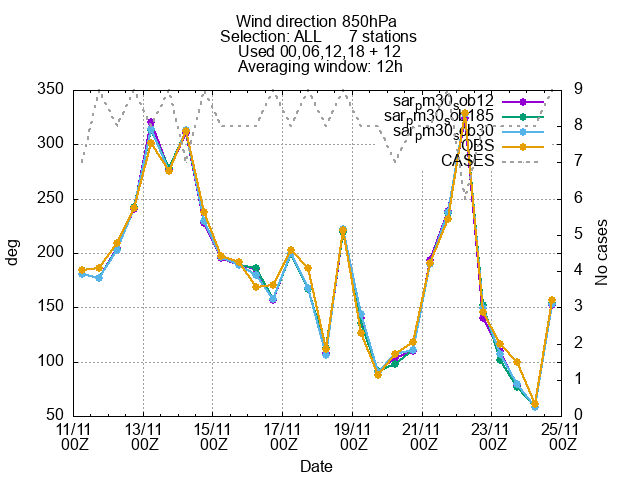 Wind direction 850hPa
Selection: ALL 7 stations
Used 00,06,12,18 + 12
Averaging window: 12h
350
300
250
200
150
100
50
deg
9
8
7
6
5
4
3
2
1
0
No cases
sarpm30sob12
sarpm30sob185
sarpm30sob30
OBS
CASES
11/11 13/11 15/11 17/11 19/11 21/11 23/11 25/11
00Z 00Z 00Z 00Z 00Z 00Z 00Z 00Z
Date